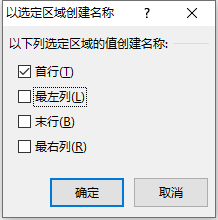 以选定区域创建名称 ? ×
以下列选定区域的值创建名称:
首行(T)
最左列(L)
末行(B)
最右列(R)
确定 取消